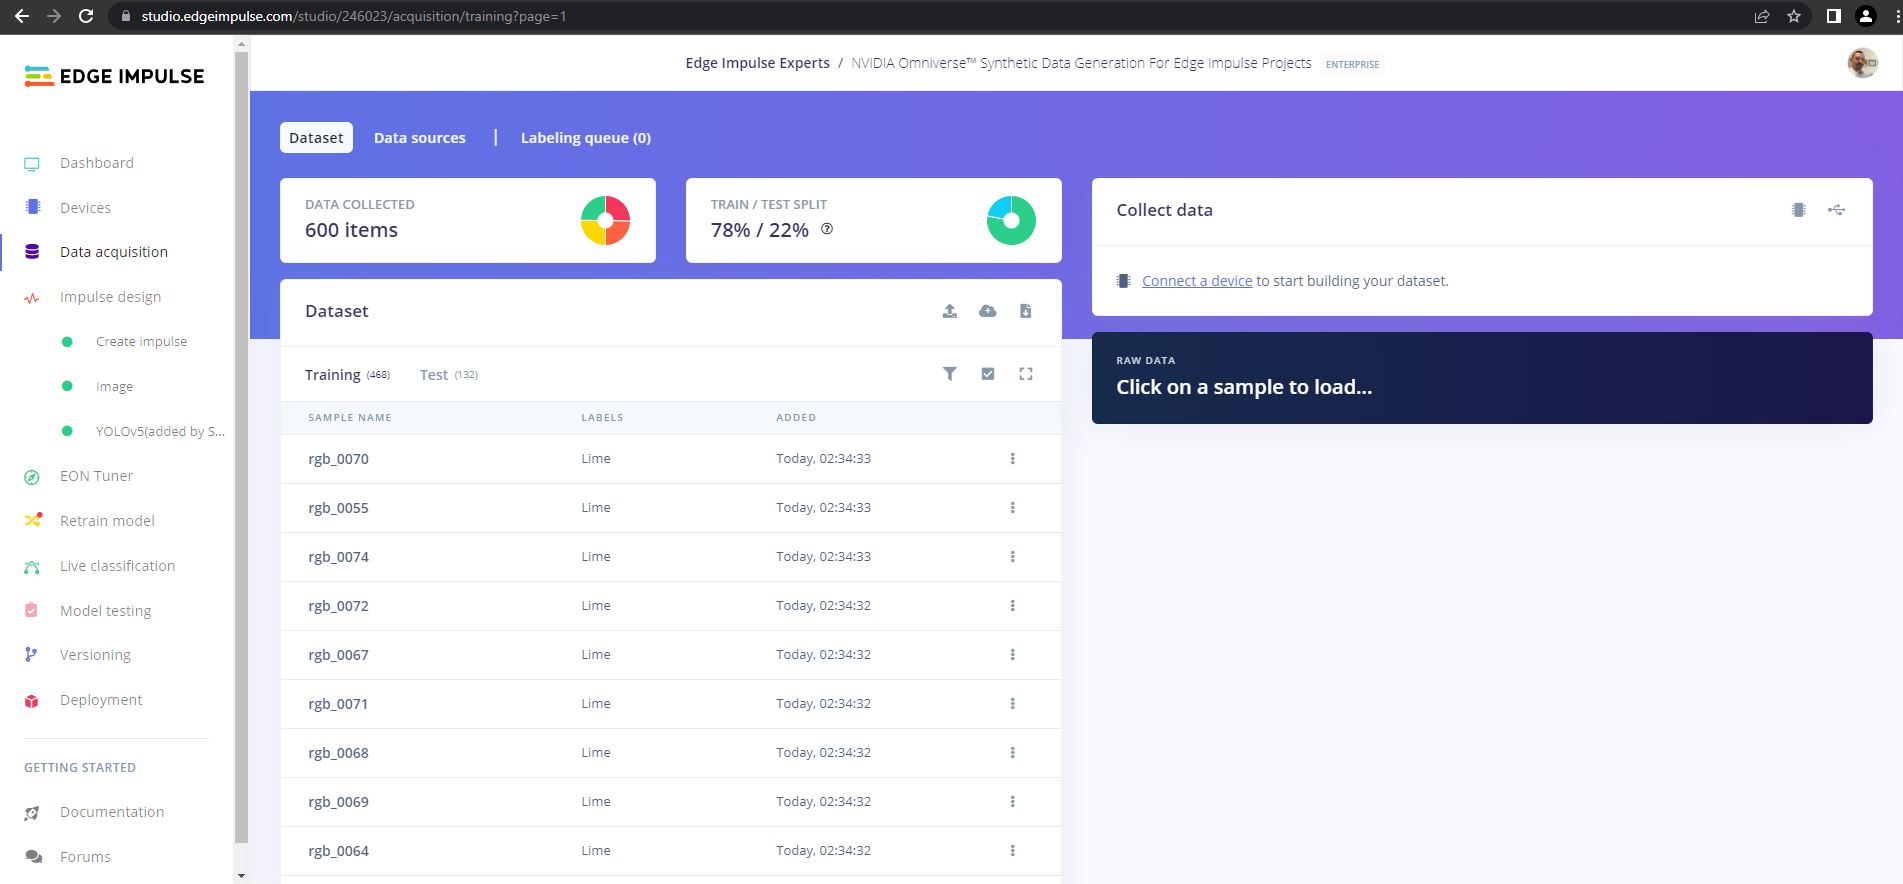 studio.edgeimpulse.com/studio/246023/acquisition/training?page=1
EDGE IMPULSE
Edge Impulse Experts / NVIDIA Omniverse™ Synthetic Data Generation For Edge Impulse Projects ENTERPRISE
Dashboard
Devices
Data acquisition
Impulse design
Create impulse
Image
YOLOv5(added by S...
EON Tuner
Retrain model
Live classification
Model testing
Versioning
Deployment
GETTING STARTED
Documentation
Forums
Dataset Data sources | Labeling queue (0)
DATA COLLECTED
600 items
TRAIN / TEST SPLIT
78% / 22% ?
Dataset
Training (468) Test (132)
SAMPLE NAME LABELS ADDED
rgb_0070 Lime Today, 02:34:33
rgb_0055 Lime Today, 02:34:33
rgb_0074 Lime Today, 02:34:33
rgb_0072 Lime Today, 02:34:32
rgb_0067 Lime Today, 02:34:32
rgb_0071 Lime Today, 02:34:32
rgb_0068 Lime Today, 02:34:32
rgb_0069 Lime Today, 02:34:32
rgb_0064 Lime Today, 02:34:32
Collect data
Connect a device to start building your dataset.
RAW DATA
Click on a sample to load...